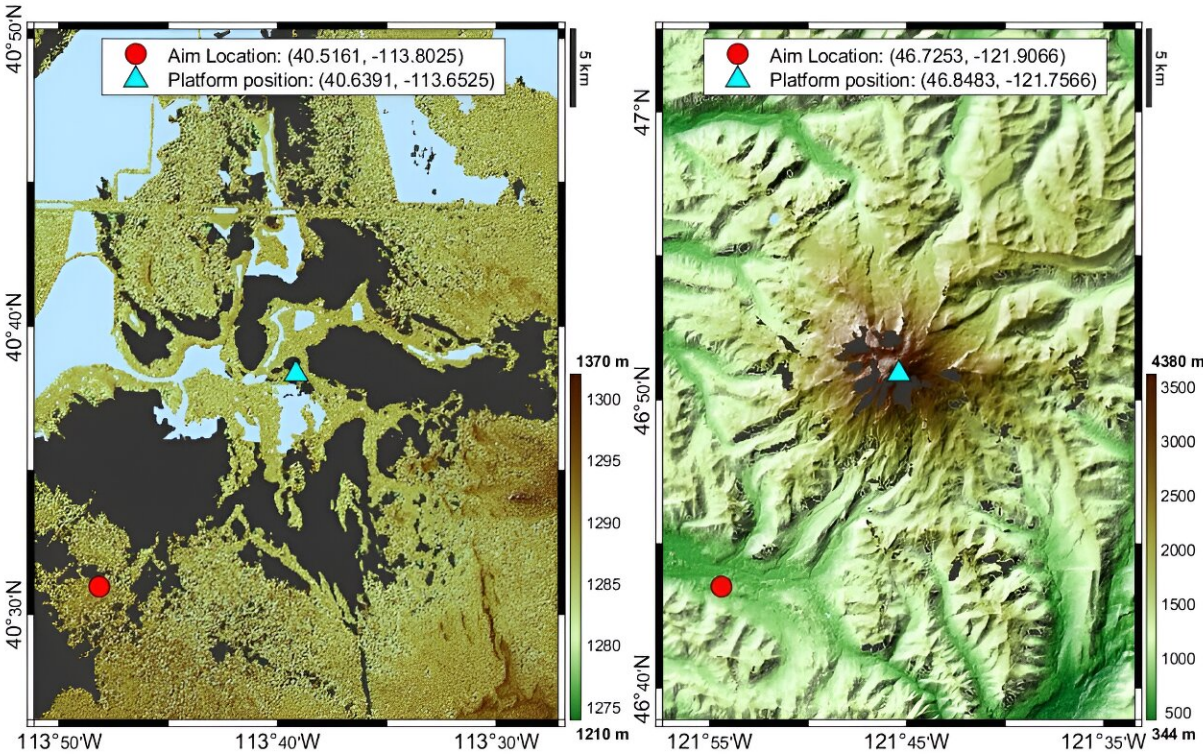 Aim Location: (40.5161, -113.8025)
Platform position: (40.6391, -113.6525)
5 km
40°50'N
40°40'N
40°30'N
113°50'W
113°40'W
113°30'W
1370 m
1300
1295
1290
1285
1280
1275
1210 m
Aim Location: (46.7253, -121.9066)
Platform position: (46.8483, -121.7566)
5 km
47°N
46°50'N
46°40'N
121°55'W
121°45'W
121°35'W
4380 m
3500
3000
2500
2000
1500
1000
500
344 m